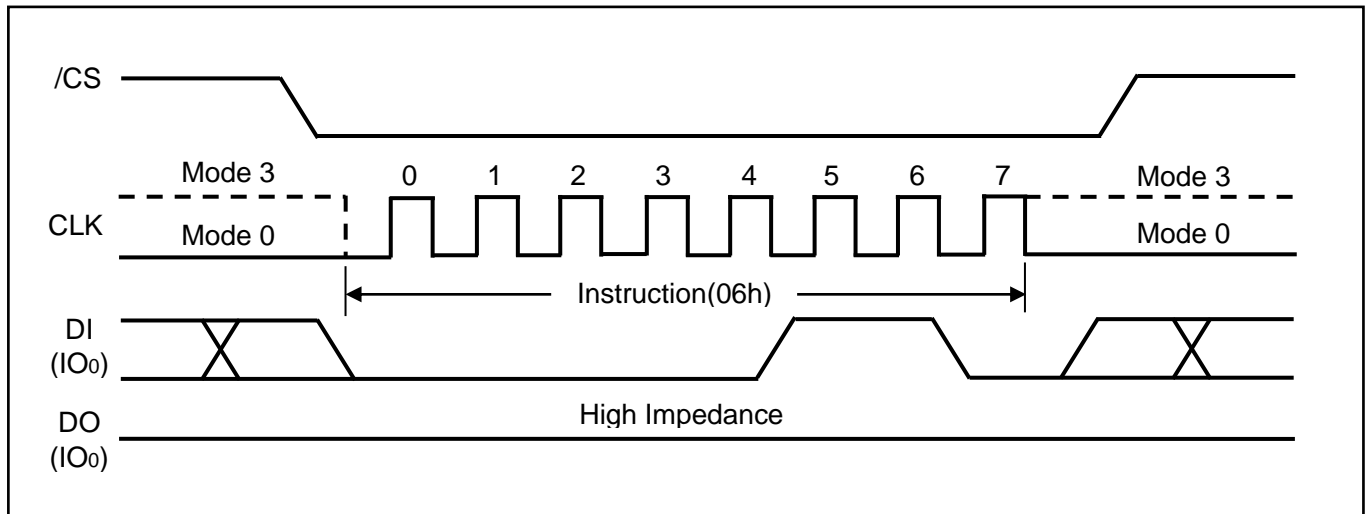 /CS
Mode 3
0 1 2 3 4 5 6 7
Mode 3
CLK
Mode 0
Mode 0
Instruction(06h)
DI
(IO0)
High Impedance
DO
(IO0)